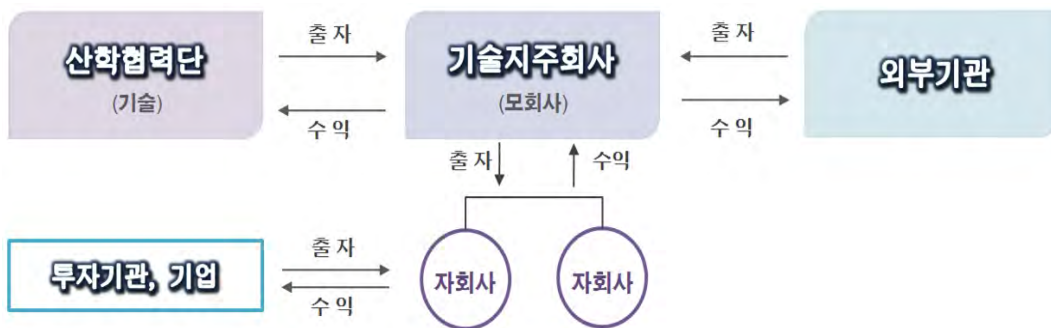 산학협력단
(기술)
출 자
수 익
기술지주회사
(모회사)
출 자
수 익
외부기관
출 자
수익
투자기관, 기업
출 자
수 익
자회사
자회사